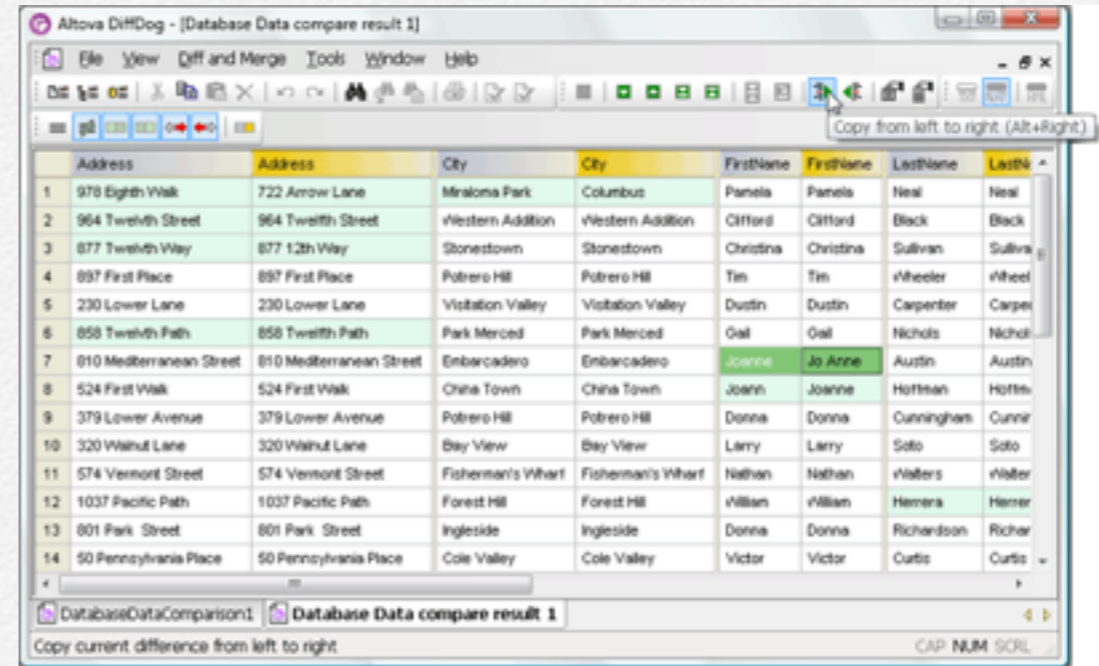 Altova DiffDog - [Database Data compare result 1]
File View Diff and Merge Tools Window Help
Copy from left to right (Alt+Right)
Address Address City City FirstName FirstName LastName LastN
1 978 Eighth Walk 722 Arrow Lane Miraloma Park Columbus Pamela Pamela Neal Neal
2 964 Twelvth Street 964 Twelfth Street Western Addition Western Addition Clifford Clifford Black Black
3 877 Twelvth Way 877 12th Way Stonestown Stonestown Christina Christina Sullivan Sulliva
4 897 First Place 897 First Place Potrero Hill Potrero Hill Tim Tim Wheeler Wheel
5 230 Lower Lane 230 Lower Lane Visitation Valley Visitation Valley Dustin Dustin Carpenter Carpe
6 858 Twelvth Path 858 Twelfth Path Park Merced Park Merced Gail Gail Nichols Nichol
7 810 Mediterranean Street 810 Mediterranean Street Embarcadero Embarcadero Joanne Jo Anne Austin Austin
8 524 First Walk 524 First Walk China Town China Town Joann Joanne Hoffman Hoffm
9 379 Lower Avenue 379 Lower Avenue Potrero Hill Potrero Hill Donna Donna Cunningham Cunnin
10 320 Walnut Lane 320 Walnut Lane Bay View Bay View Larry Larry Soto Soto
11 574 Vermont Street 574 Vermont Street Fisherman's Wharf Fisherman's Wharf Nathan Nathan Walters Walter
12 1037 Pacific Path 1037 Pacific Path Forest Hill Forest Hill William William Herrera Herrer
13 801 Park Street 801 Park Street Ingleside Ingleside Donna Donna Richardson Richar
14 50 Pennsylvania Place 50 Pennsylvania Place Cole Valley Cole Valley Victor Victor Curtis Curtis
DatabaseDataComparison1 Database Data compare result 1
Copy current difference from left to right CAP NUM SCRL